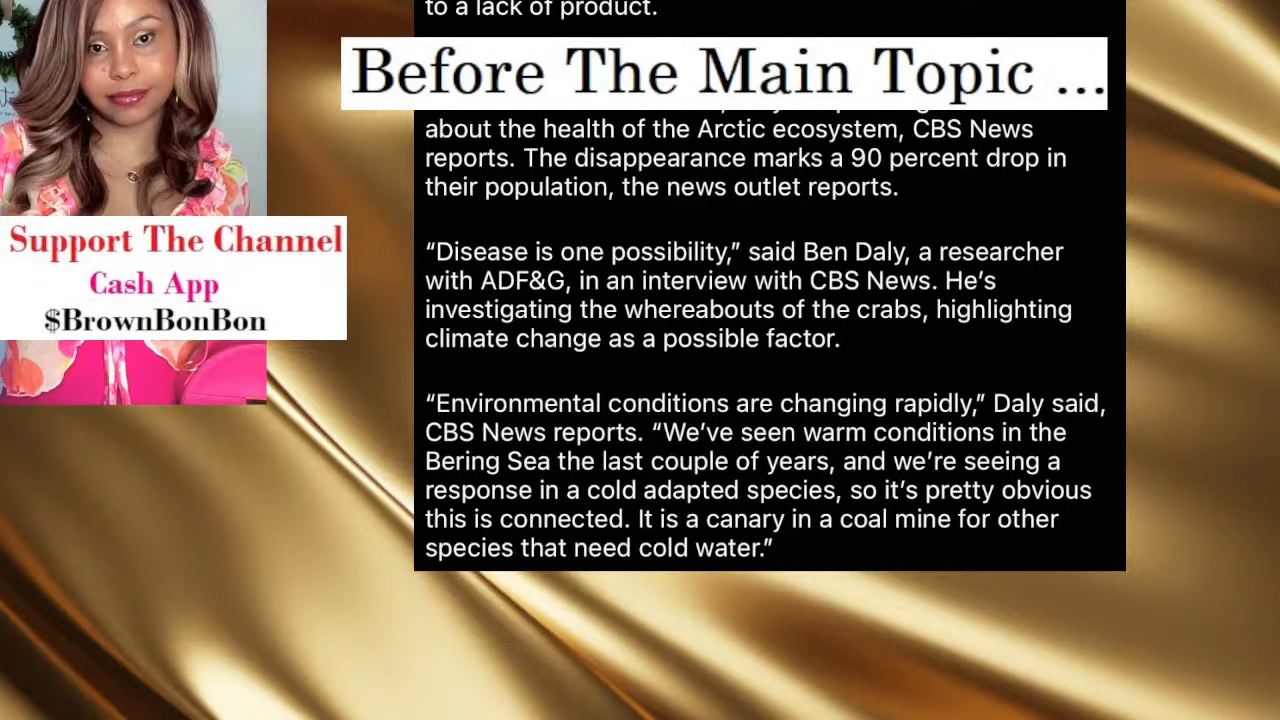 to a lack of product.
Before The Main Topic ...
about the health of the Arctic ecosystem, CBS News
reports. The disappearance marks a 90 percent drop in
their population, the news outlet reports.
“Disease is one possibility,” said Ben Daly, a researcher
with ADF&G, in an interview with CBS News. He’s
investigating the whereabouts of the crabs, highlighting
climate change as a possible factor.
“Environmental conditions are changing rapidly,” Daly said,
CBS News reports. “We’ve seen warm conditions in the
Bering Sea the last couple of years, and we’re seeing a
response in a cold adapted species, so it’s pretty obvious
this is connected. It is a canary in a coal mine for other
species that need cold water.”
Support The Channel
Cash App
$BrownBonBon